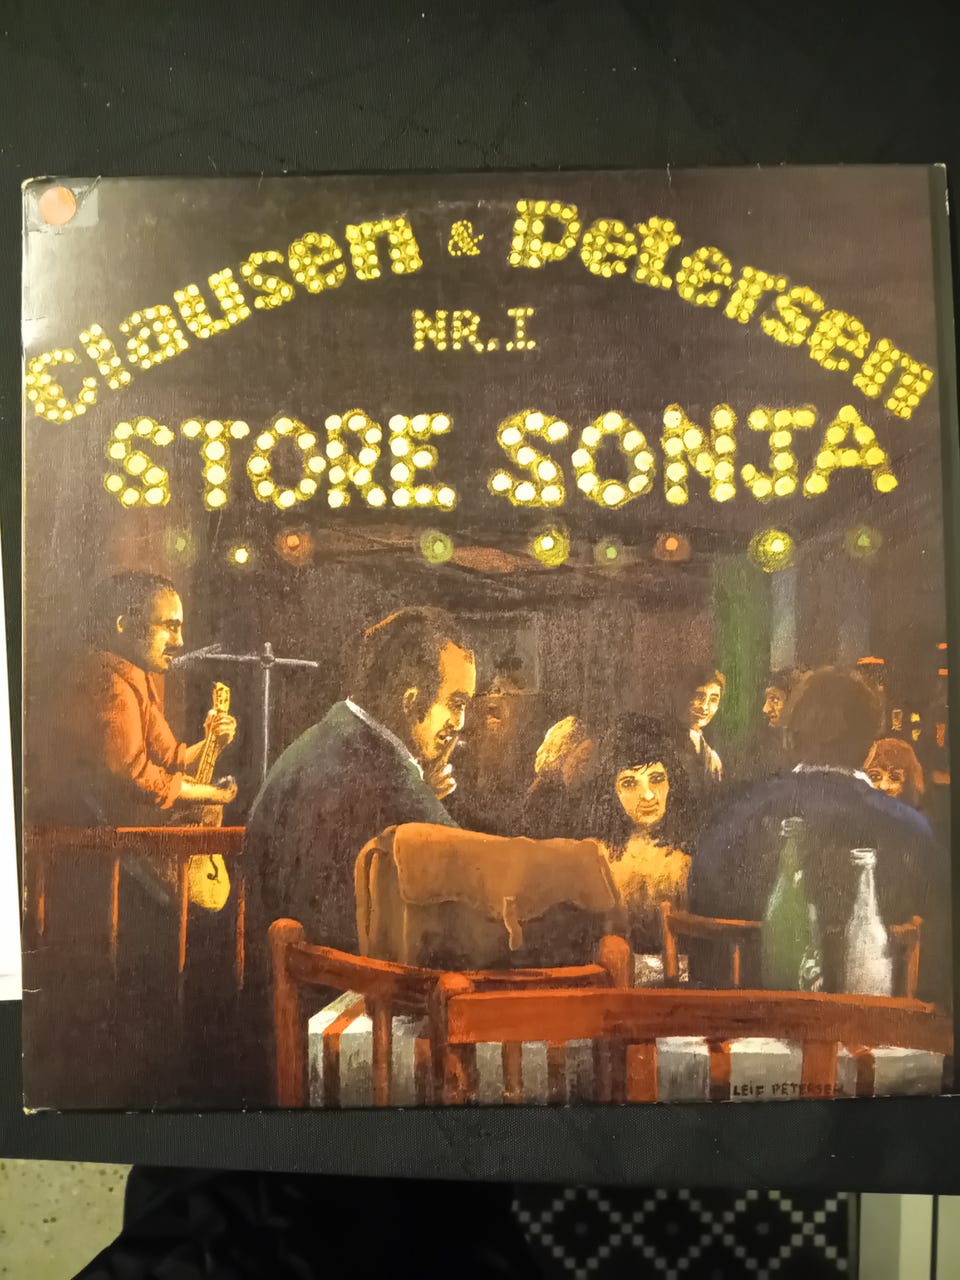 Clausen & Petersen
NR.I
STORE SONJA
LEIF PETERSEN